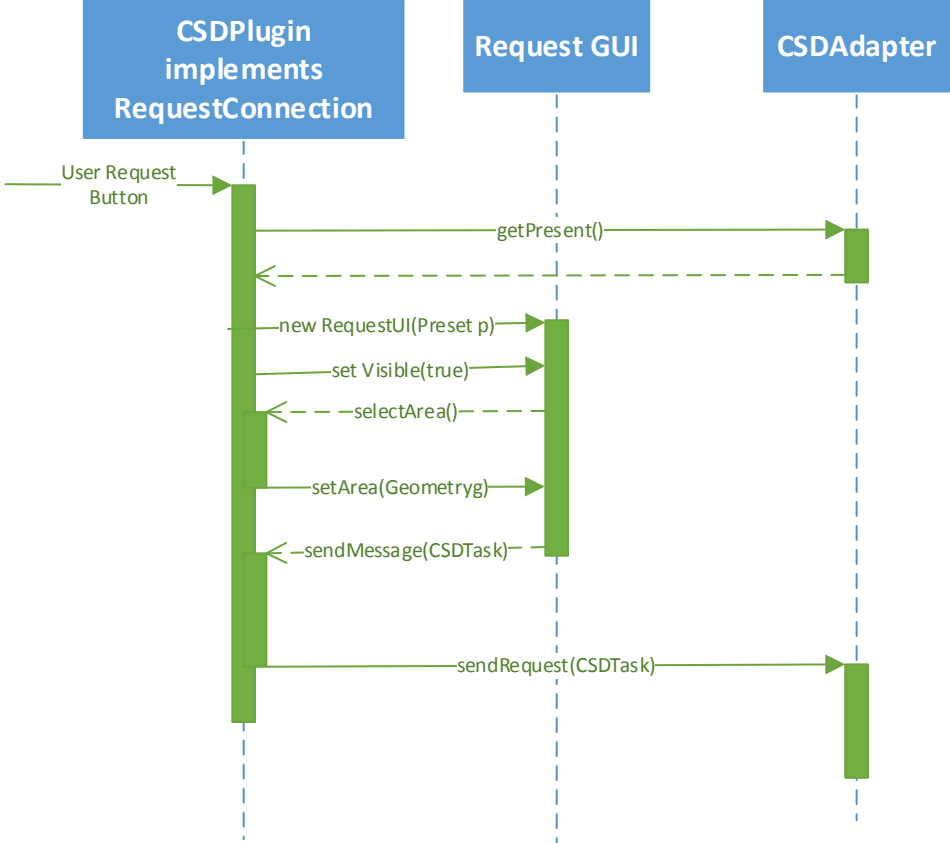 CSDPlugin
implements
RequestConnection
Request GUI
CSDAdapter
User Request
Button
getPresent()
new RequestUI(Preset p)
set Visible(true)
selectArea()
setArea(Geometryg)
sendMessage(CSDTask)
sendRequest(CSDTask)